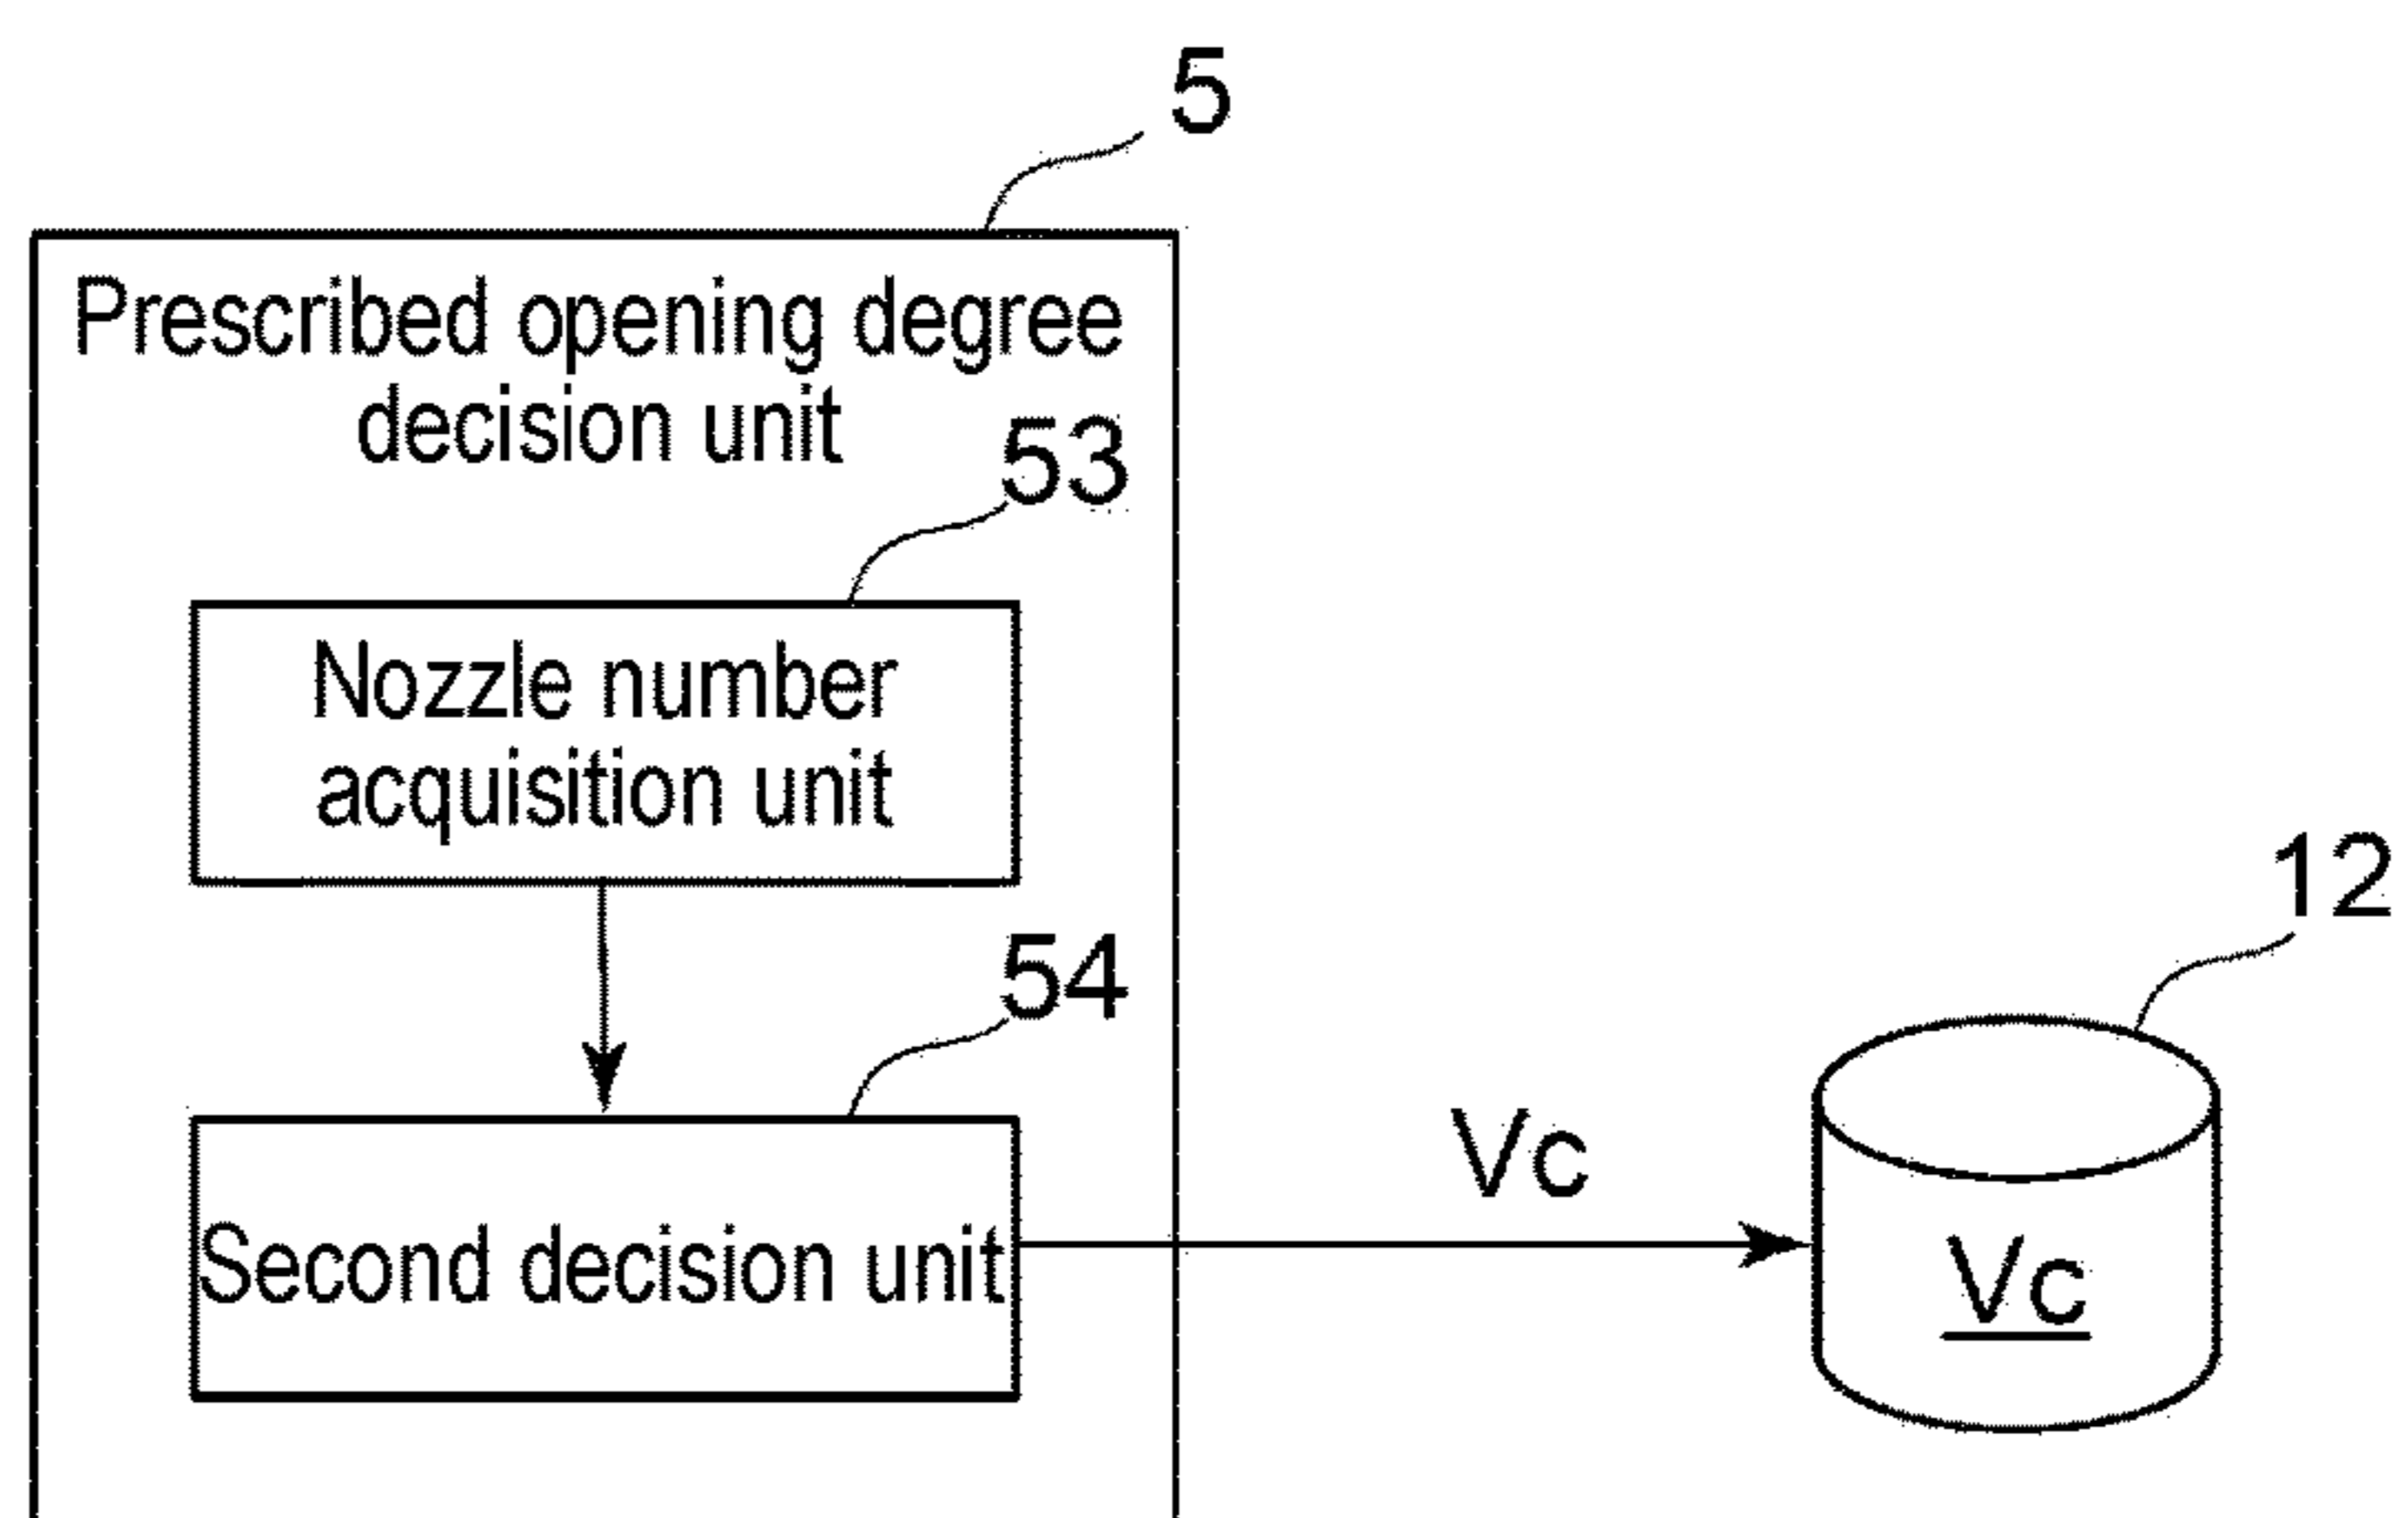 5
Prescribed opening degree
decision unit
53
Nozzle number
acquisition unit
54
Second decision unit
12
Vc
Vc